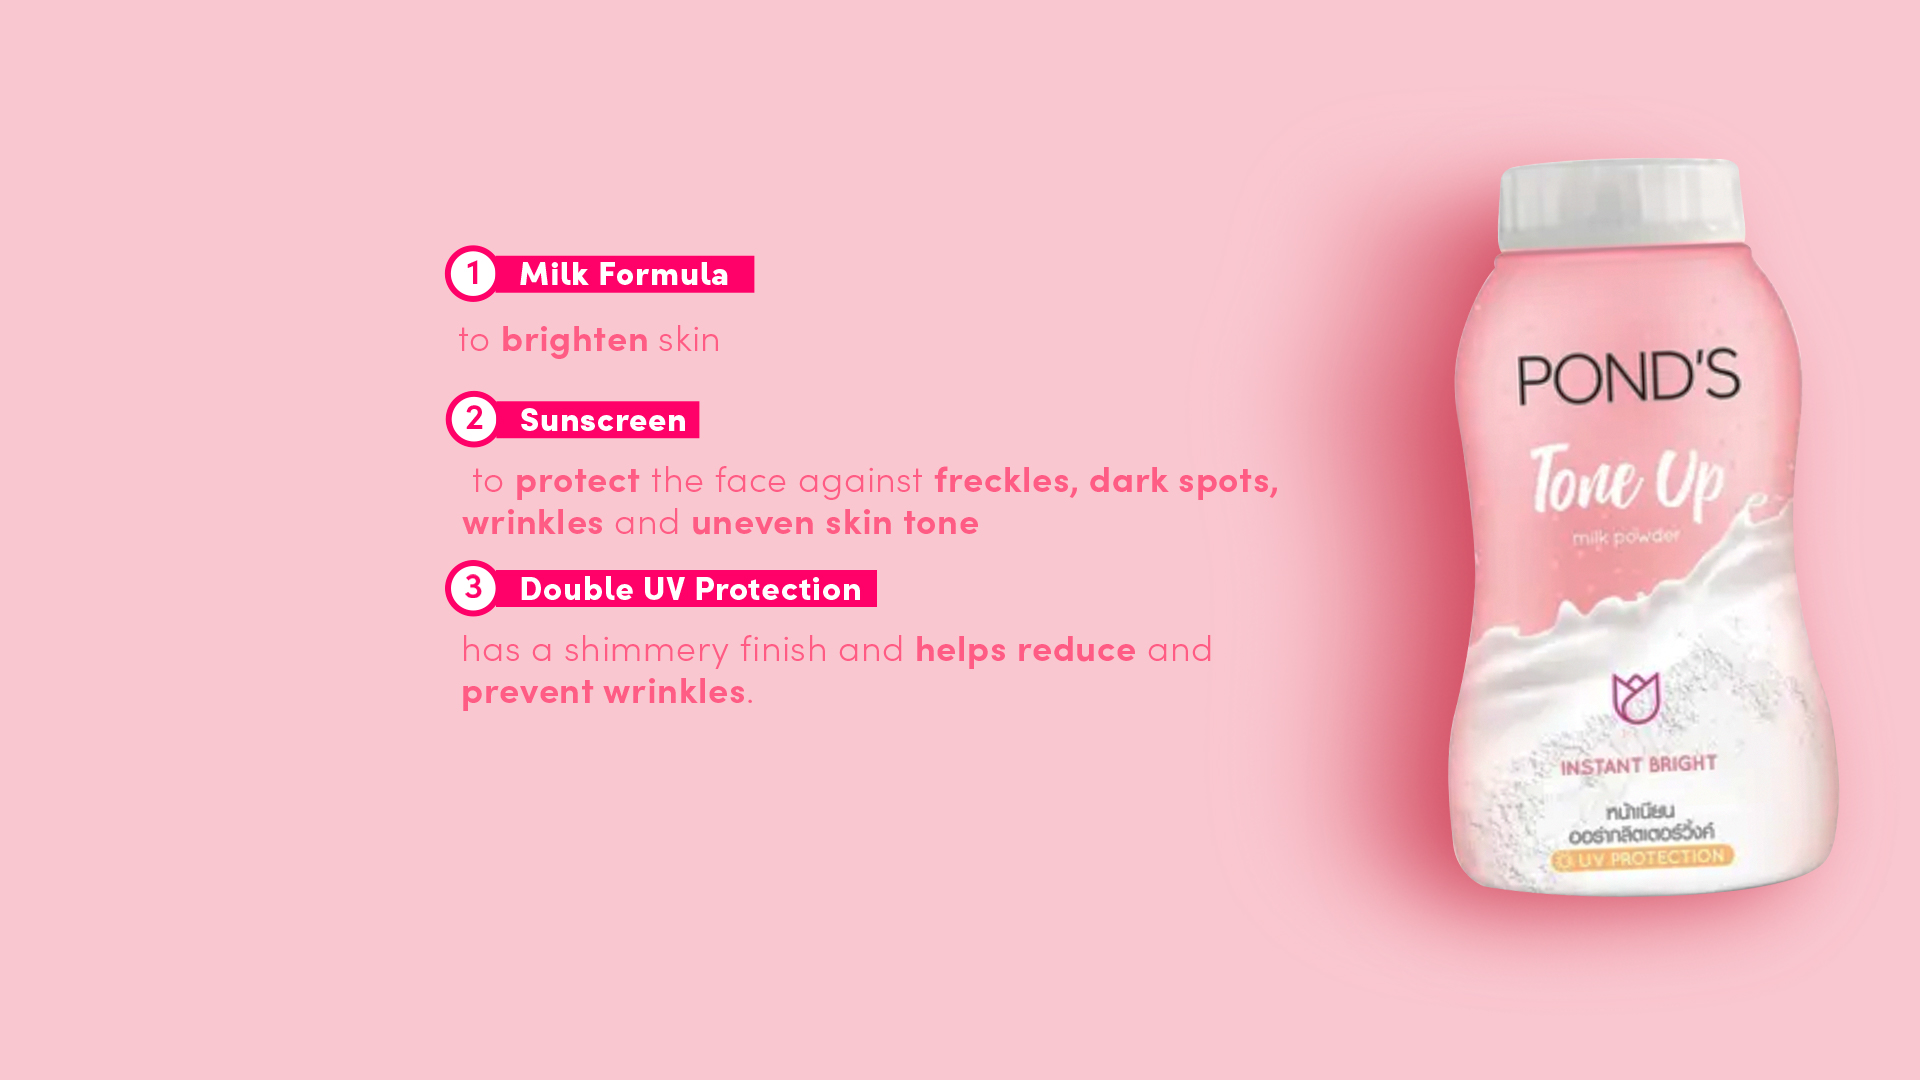 1 Milk Formula
to brighten skin
2 Sunscreen
to protect the face against freckles, dark spots,
wrinkles and uneven skin tone
3 Double UV Protection
has a shimmery finish and helps reduce and
prevent wrinkles.
POND'S
Tone Up
milk powder
INSTANT BRIGHT
หน้าเนียน
ออร่ากลิตเตอร์วิ้งค์
UV PROTECTION